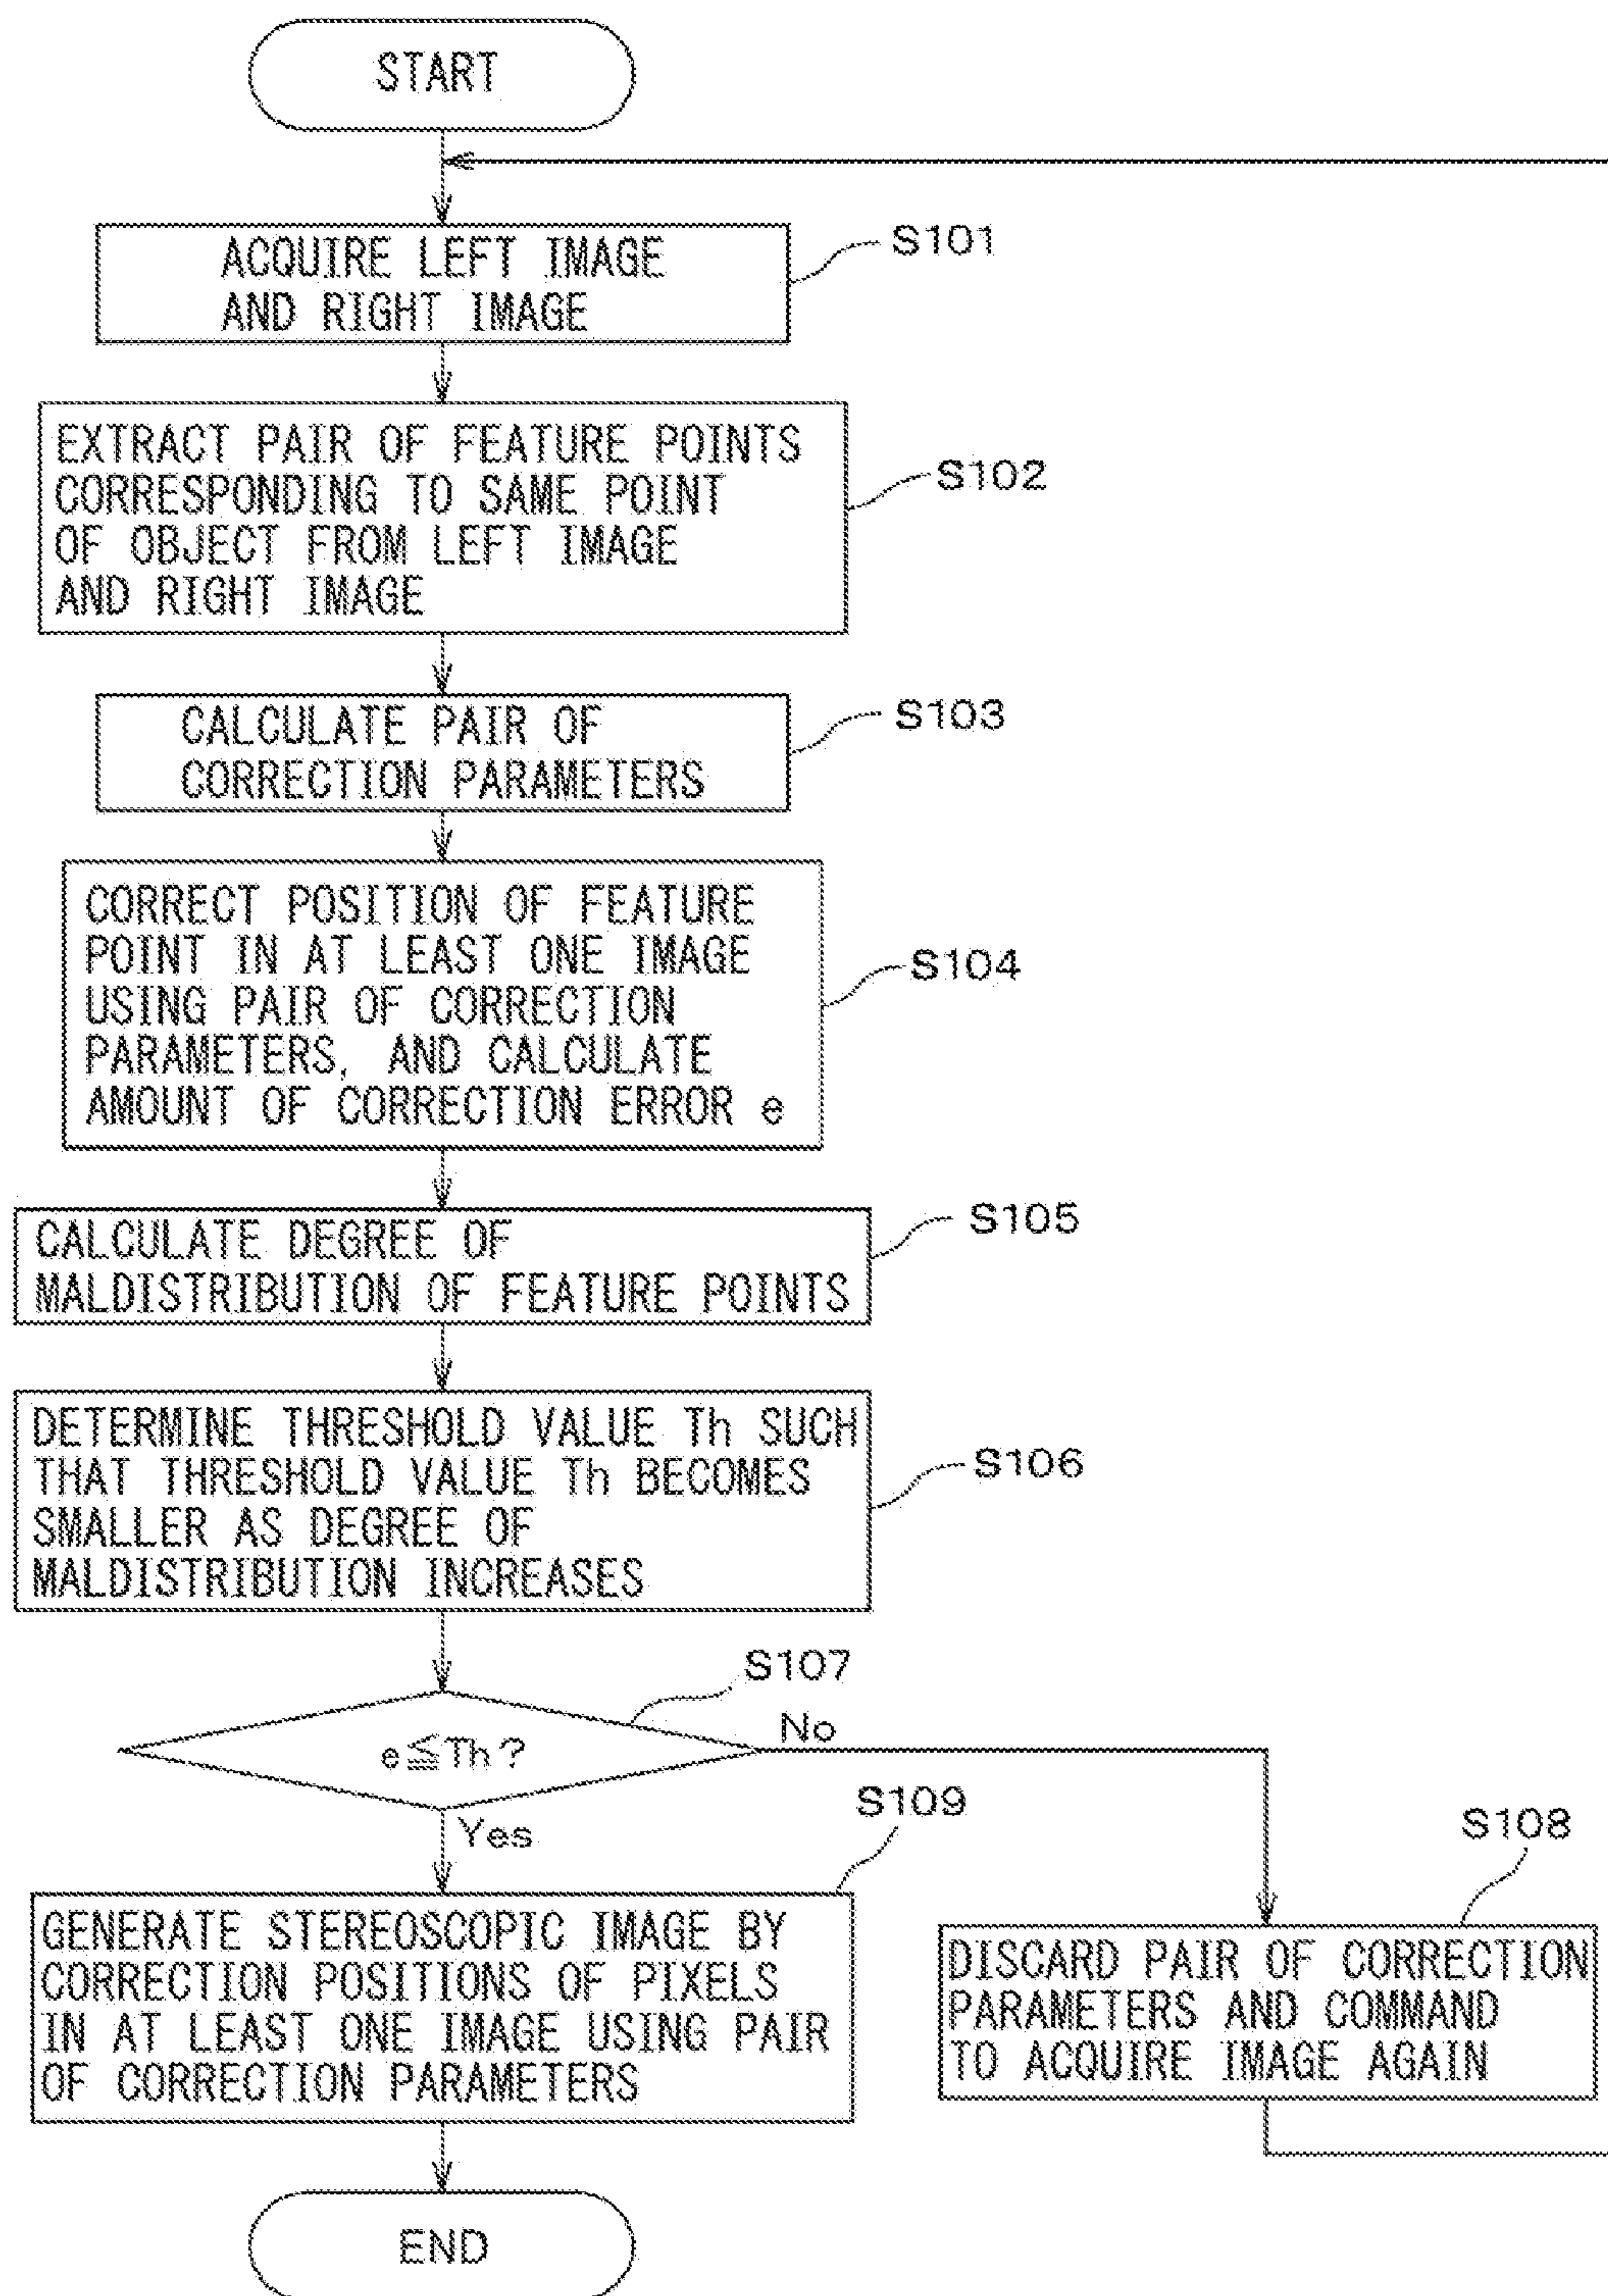 START
ACQUIRE LEFT IMAGE
AND RIGHT IMAGE
S101
EXTRACT PAIR OF FEATURE POINTS
CORRESPONDING TO SAME POINT
OF OBJECT FROM LEFT IMAGE
AND RIGHT IMAGE
S102
CALCULATE PAIR OF
CORRECTION PARAMETERS
S103
CORRECT POSITION OF FEATURE
POINT IN AT LEAST ONE IMAGE
USING PAIR OF CORRECTION
PARAMETERS, AND CALCULATE
AMOUNT OF CORRECTION ERROR e
S104
CALCULATE DEGREE OF
MALDISTRIBUTION OF FEATURE POINTS
S105
DETERMINE THRESHOLD VALUE Th SUCH
THAT THRESHOLD VALUE Th BECOMES
SMALLER AS DEGREE OF
MALDISTRIBUTION INCREASES
S106
S107
e≦Th?
No
Yes
S109
GENERATE STEREOSCOPIC IMAGE BY
CORRECTION POSITIONS OF PIXELS
IN AT LEAST ONE IMAGE USING PAIR
OF CORRECTION PARAMETERS
S108
DISCARD PAIR OF CORRECTION
PARAMETERS AND COMMAND
TO ACQUIRE IMAGE AGAIN
END